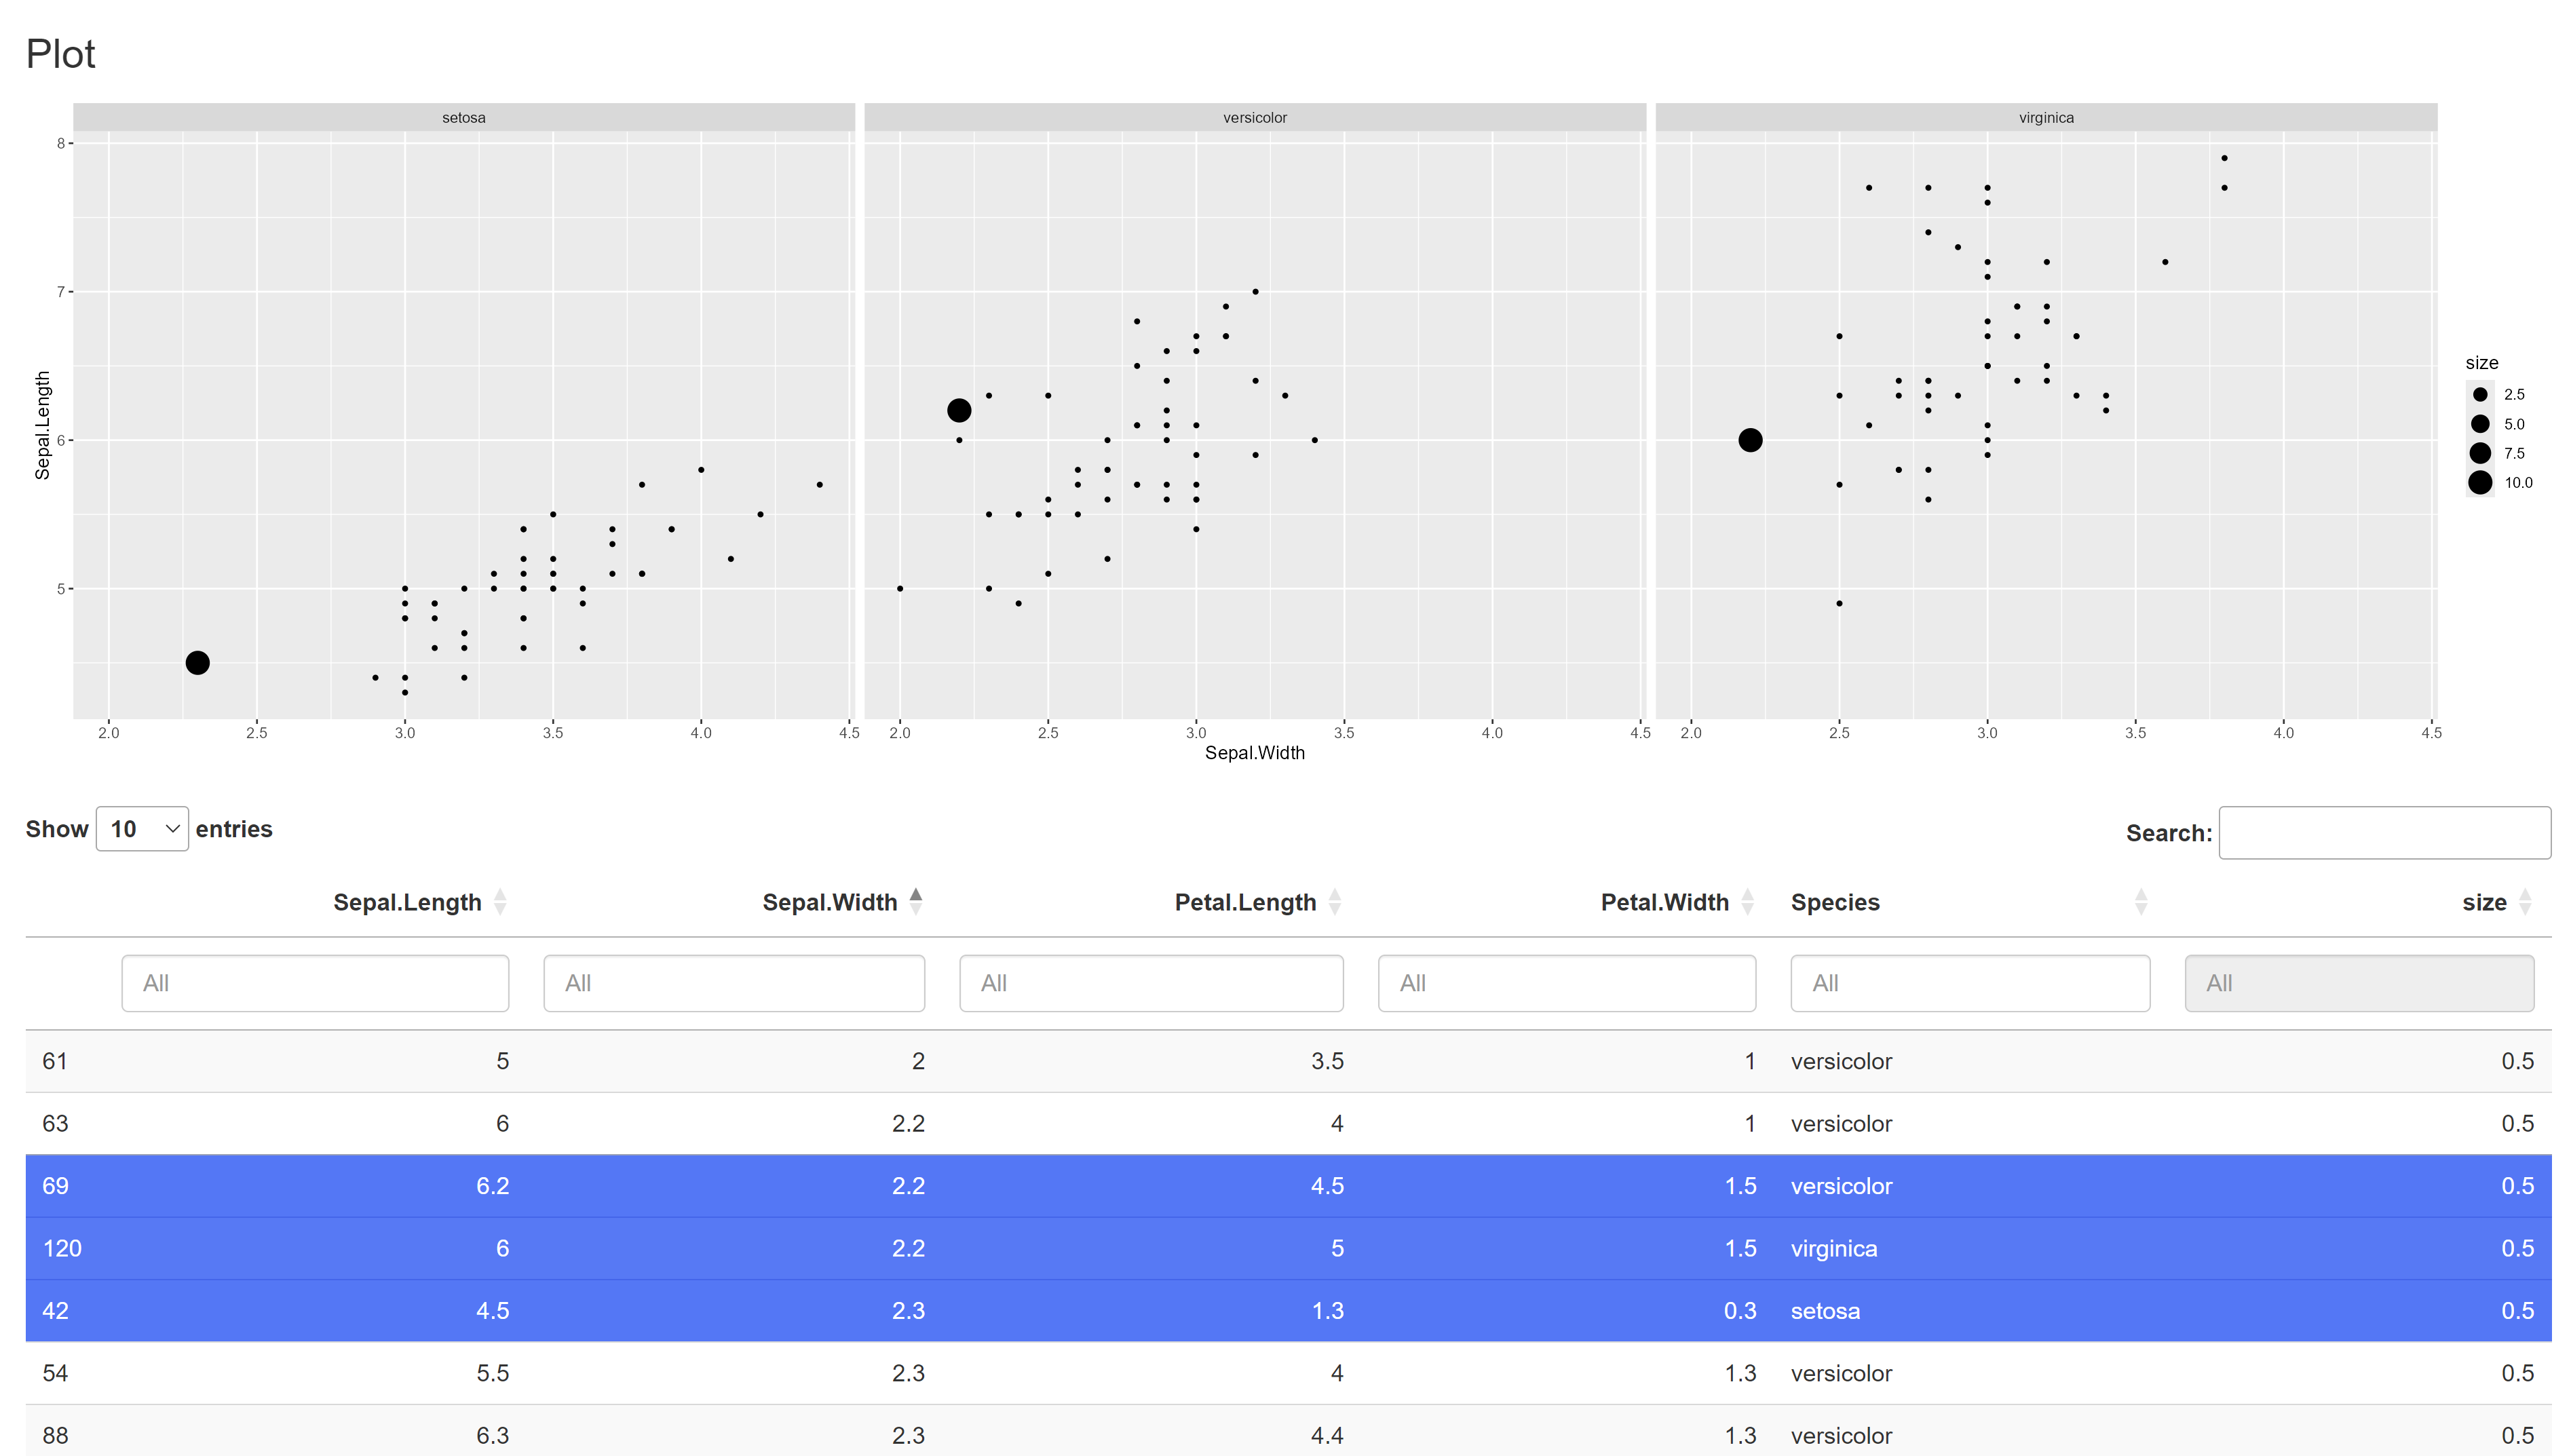 Plot
setosa versicolor virginica
8
7
6
5
Sepal.Length
2.0 2.5 3.0 3.5 4.0 4.5 2.0 2.5 3.0 3.5 4.0 4.5 2.0 2.5 3.0 3.5 4.0 4.5
Sepal.Width
size
2.5
5.0
7.5
10.0
Show 10 entries Search:
Sepal.Length Sepal.Width Petal.Length Petal.Width Species size
All All All All All All
61 5 2 3.5 1 versicolor 0.5
63 6 2.2 4 1 versicolor 0.5
69 6.2 2.2 4.5 1.5 versicolor 0.5
120 6 2.2 5 1.5 virginica 0.5
42 4.5 2.3 1.3 0.3 setosa 0.5
54 5.5 2.3 4 1.3 versicolor 0.5
88 6.3 2.3 4.4 1.3 versicolor 0.5